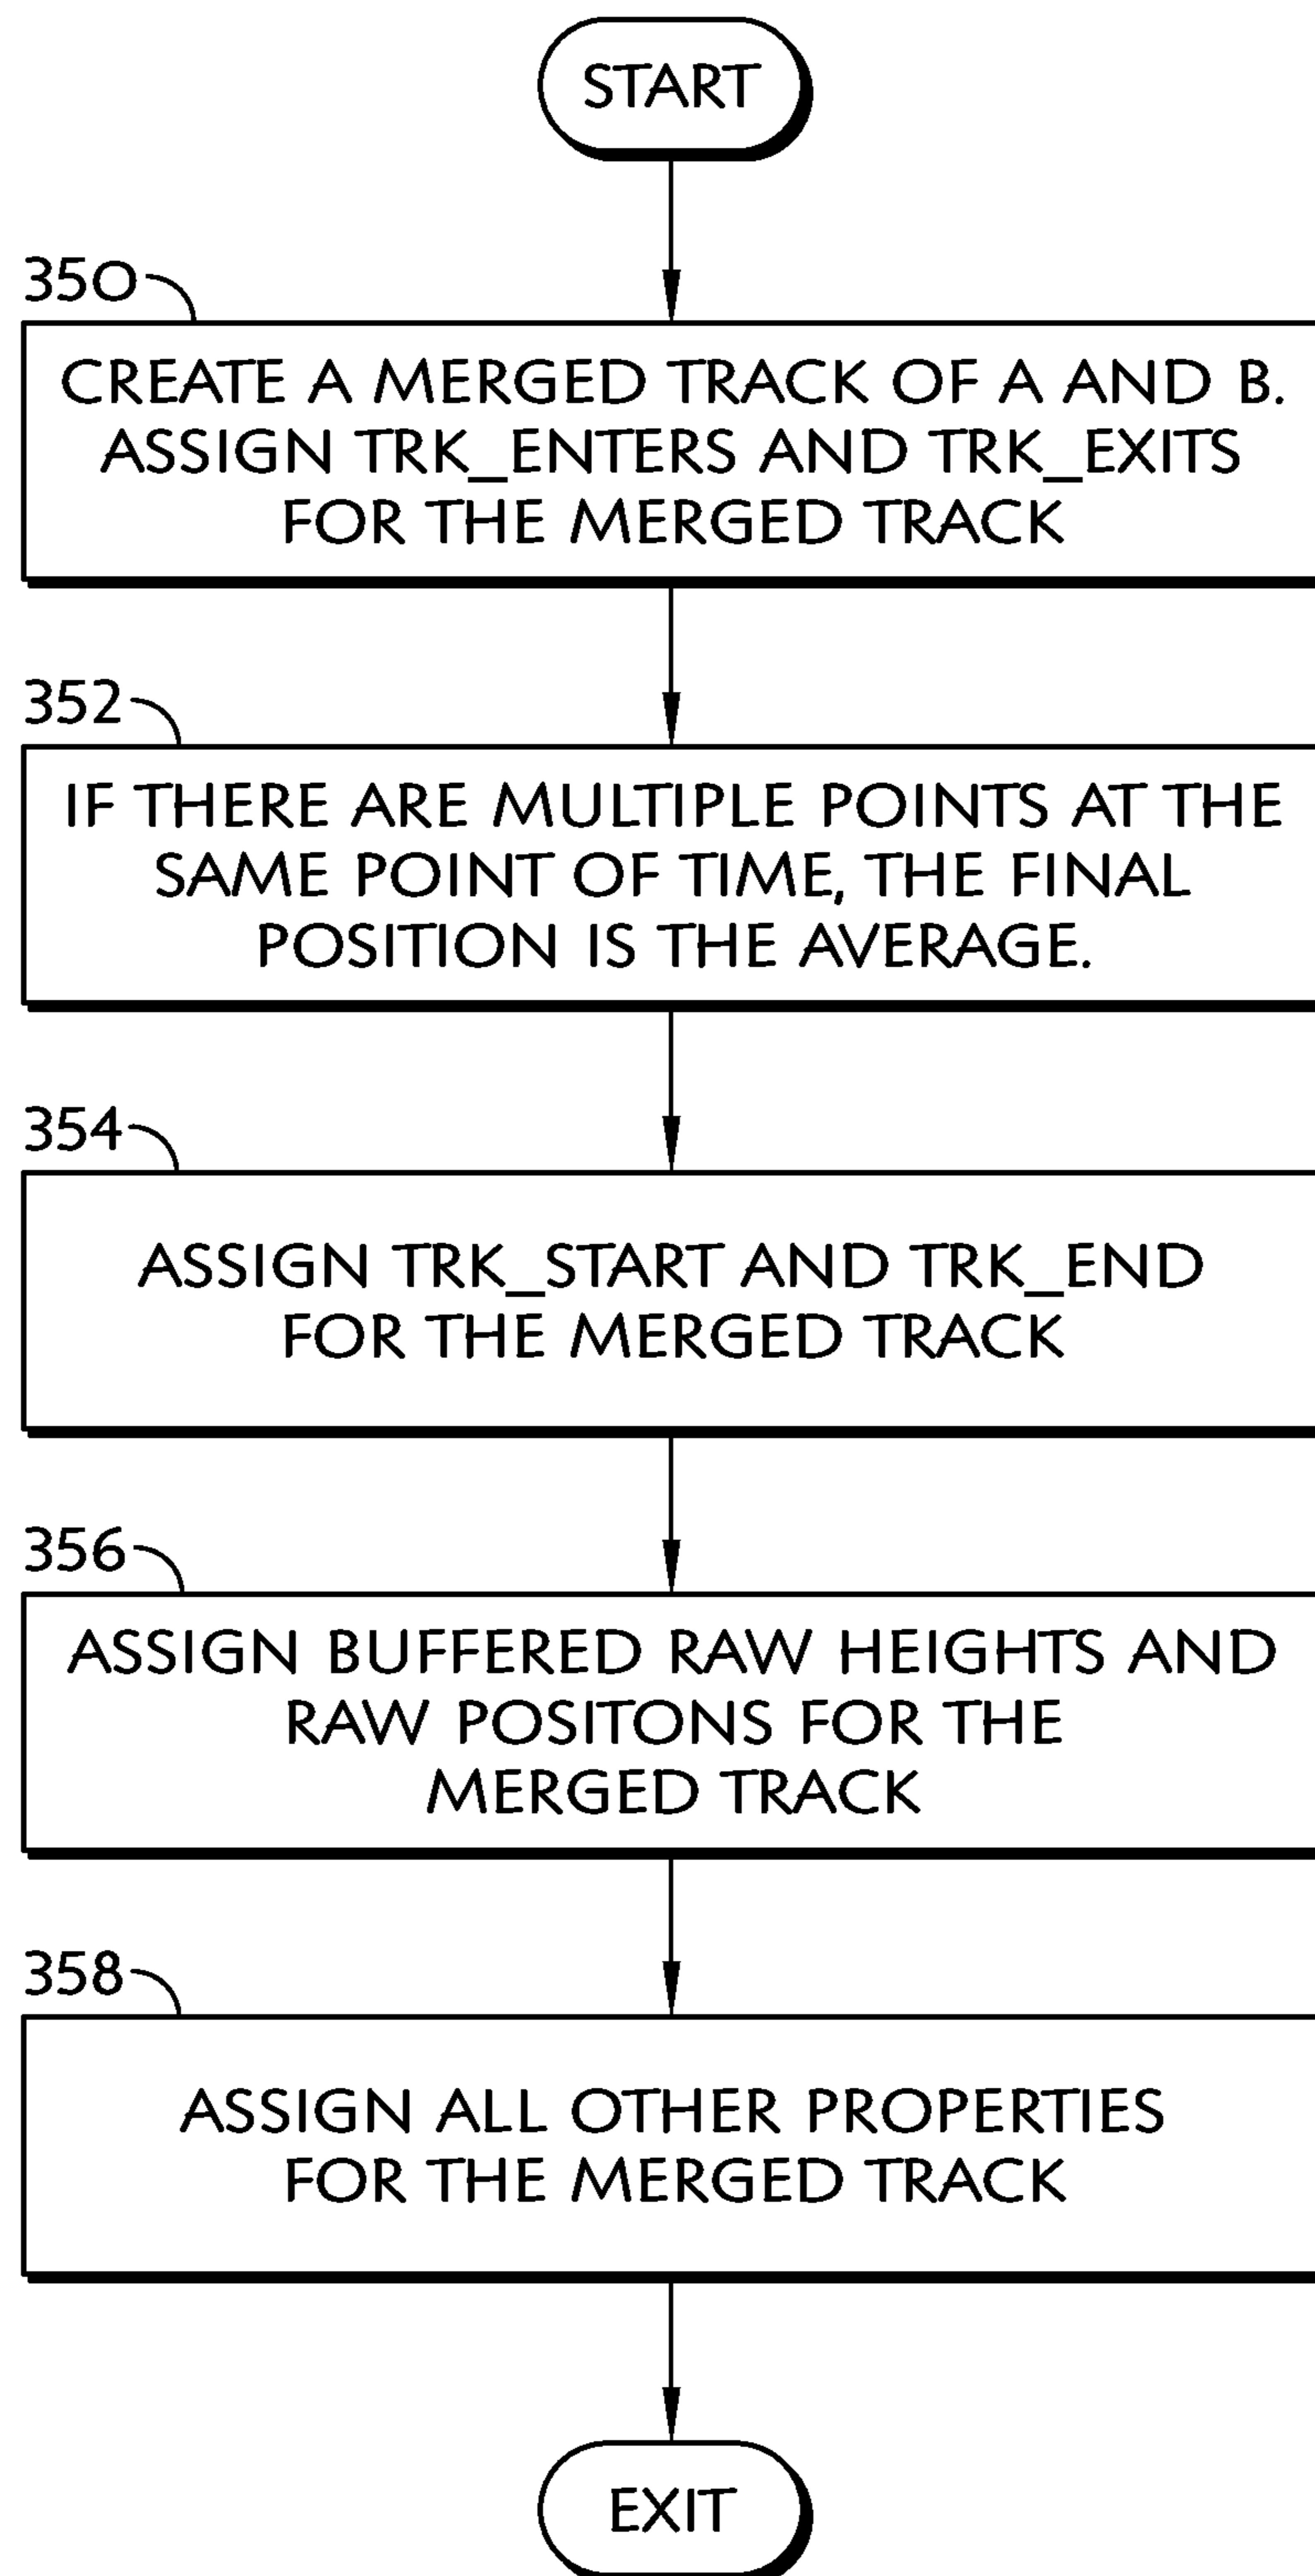 START
350
CREATE A MERGED TRACK OF A AND B.
ASSIGN TRK_ENTERS AND TRK_EXITS
FOR THE MERGED TRACK
352
IF THERE ARE MULTIPLE POINTS AT THE
SAME POINT OF TIME, THE FINAL
POSITION IS THE AVERAGE.
354
ASSIGN TRK_START AND TRK_END
FOR THE MERGED TRACK
356
ASSIGN BUFFERED RAW HEIGHTS AND
RAW POSITONS FOR THE
MERGED TRACK
358
ASSIGN ALL OTHER PROPERTIES
FOR THE MERGED TRACK
EXIT